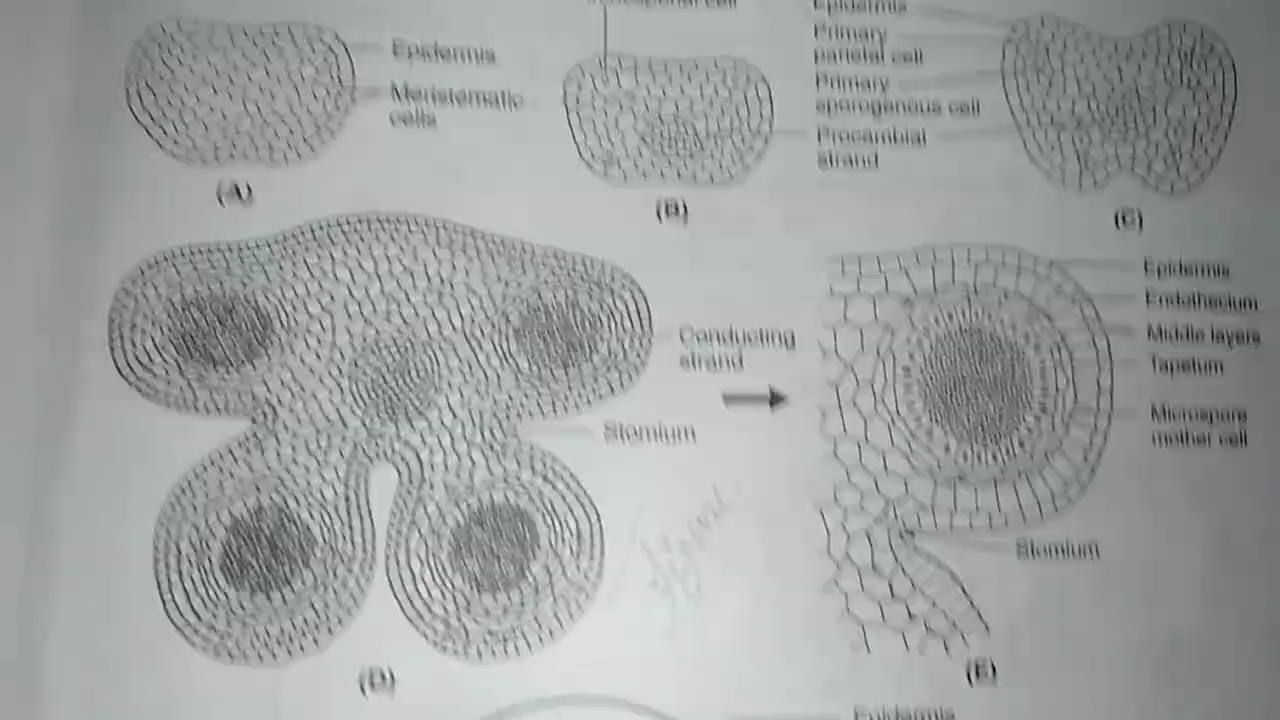 Epidermis
Meristematic
cells
(A)
cell
(B)
Epidermis
Primary
parietal cell
Primary
sporogenous cell
Procambial
strand
(C)
Conducting
strand
Stomium
(D)
Epidermis
Endothecium
Middle layers
Tapetum
Microspore
mother cell
Stomium
(E)
Epidermis